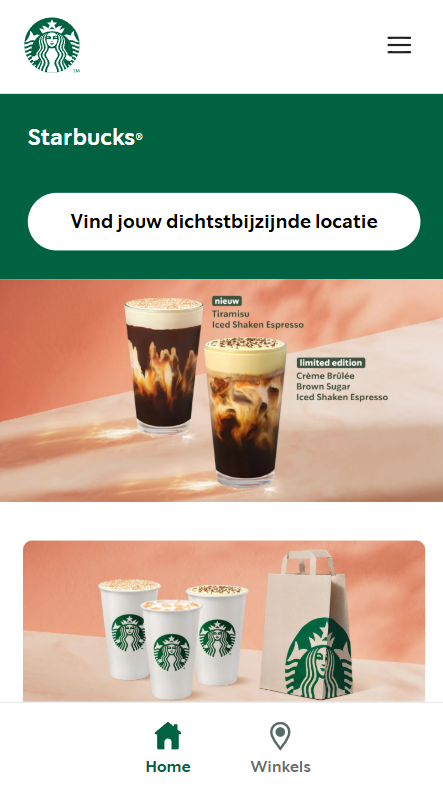 TM
Starbucks®
Vind jouw dichtstbijzijnde locatie
nieuw
Tiramisu
Iced Shaken Espresso
limited edition
Crème Brûlée
Brown Sugar
Iced Shaken Espresso
Home
Winkels